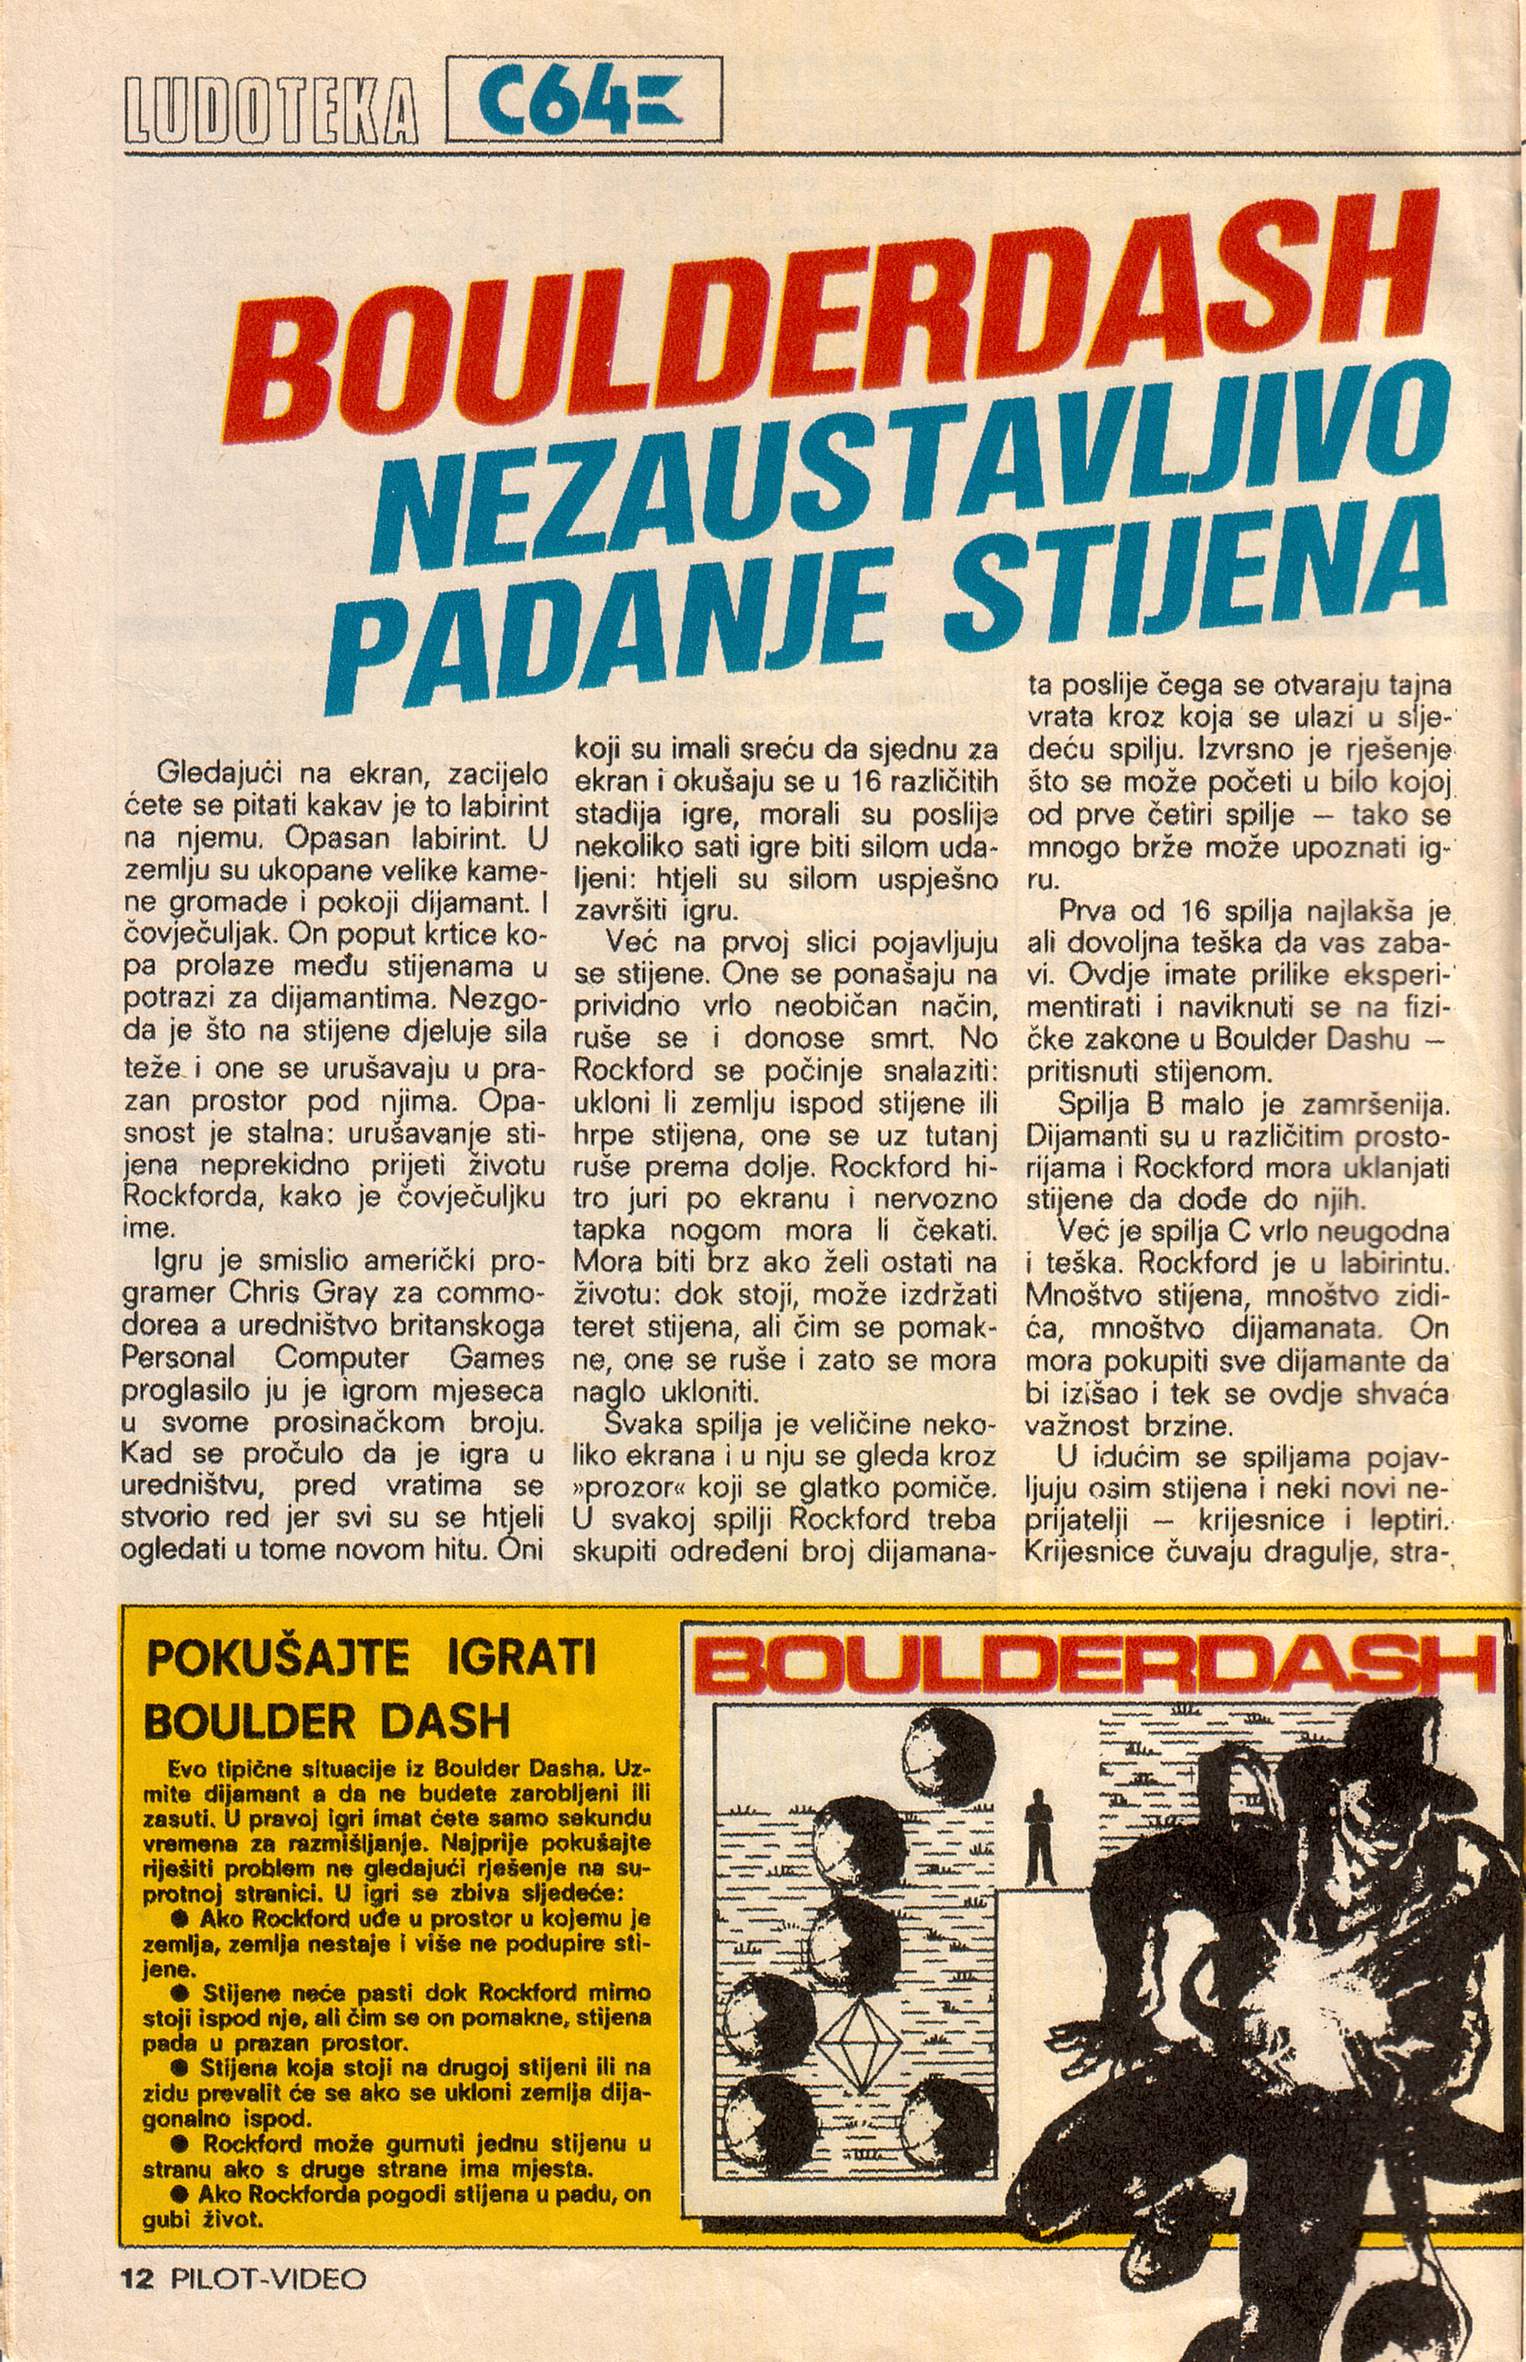 LUDOTEKA C64
BOULDERDASH
NEZAUSTAVLJIVO
PADANJE STIJENA
Gledajući na ekran, zacijelo
ćete se pitati kakav je to labirint
na njemu. Opasan labirint. U
zemlju su ukopane velike kame-
ne gromade i pokoji dijamant. I
čovječuljak. On poput krtice ko-
pa prolaze među stijenama u
potrazi za dijamantima. Nezgo-
da je što na stijene djeluje sila
teže i one se urušavaju u pra-
zan prostor pod njima. Opa-
snost je stalna: urušavanje sti-
jena neprekidno prijeti životu
Rockforda, kako je čovječuljku
ime.
Igru je smislio američki pro-
gramer Chris Gray za commo-
dorea a uredništvo britanskoga
Personal Computer Games
proglasilo ju je igrom mjeseca
u svome prosinačkom broju.
Kad se pročulo da je igra u
uredništvu, pred vratima se
stvorio red jer svi su se htjeli
ogledati u tome novom hitu. Oni
koji su imali sreću da sjednu za
ekran i okušaju se u 16 različitih
stadija igre, morali su poslije
nekoliko sati igre biti silom uda-
ljeni: htjeli su silom uspješno
završiti igru.
Već na prvoj slici pojavljuju
se stijene. One se ponašaju na
prividno vrlo neobičan način,
ruše se i donose smrt. No
Rockford se počinje snalaziti:
ukloni li zemlju ispod stijene ili
hrpe stijena, one se uz tutanj
ruše prema dolje. Rockford hi-
tro juri po ekranu i nervozno
tapka nogom mora li čekati.
Mora biti brz ako želi ostati na
životu: dok stoji, može izdržati
teret stijena, ali čim se pomak-
ne, one se ruše i zato se mora
naglo ukloniti.
Svaka spilja je veličine neko-
liko ekrana i u nju se gleda kroz
»prozor« koji se glatko pomiče.
U svakoj spilji Rockford treba
skupiti određeni broj dijamana-
ta poslije čega se otvaraju tajna
vrata kroz koja se ulazi u slje-
deću spilju. Izvrsno je rješenje
što se može početi u bilo kojoj
od prve četiri spilje — tako se
mnogo brže može upoznati ig-
ru.
Prva od 16 spilja najlakša je
ali dovoljna teška da vas zaba-
vi. Ovdje imate prilike eksperi-
mentirati i naviknuti se na fizi-
čke zakone u Boulder Dashu —
pritisnuti stijenom.
Spilja B malo je zamršenija.
Dijamanti su u različitim prosto-
rijama i Rockford mora uklanjati
stijene da dođe do njih.
Već je spilja C vrlo neugodna
i teška. Rockford je u labirintu.
Mnoštvo stijena, mnoštvo zidi-
ća, mnoštvo dijamanata. On
mora pokupiti sve dijamante da
bi izišao i tek se ovdje shvaća
važnost brzine.
U idućim se spiljama pojav-
ljuju osim stijena i neki novi ne-
prijatelji — krijesnice i leptiri.
Krijesnice čuvaju dragulje, stra-
POKUŠAJTE IGRATI
BOULDER DASH
Evo tipične situacije iz Boulder Dasha. Uz-
mite dijamant a da ne budete zarobljeni ili
zasuti. U pravoj igri imat ćete samo sekundu
vremena za razmišljanje. Najprije pokušajte
riješiti problem ne gledajući rješenje na su-
protnoj stranici. U igri se zbiva sljedeće:
● Ako Rockford uđe u prostor u kojemu je
zemlja, zemlja nestaje i više ne podupire sti-
jene.
● Stijene neće pasti dok Rockford mirno
stoji ispod nje, ali čim se on pomakne, stijena
pada u prazan prostor.
● Stijena koja stoji na drugoj stijeni ili na
zidu prevalit će se ako se ukloni zemlja dija-
gonalno ispod.
● Rockford može gurnuti jednu stijenu u
stranu ako s druge strane ima mjesta.
● Ako Rockforda pogodi stijena u padu, on
gubi život.
BOULDERDASH
12 PILOT-VIDEO